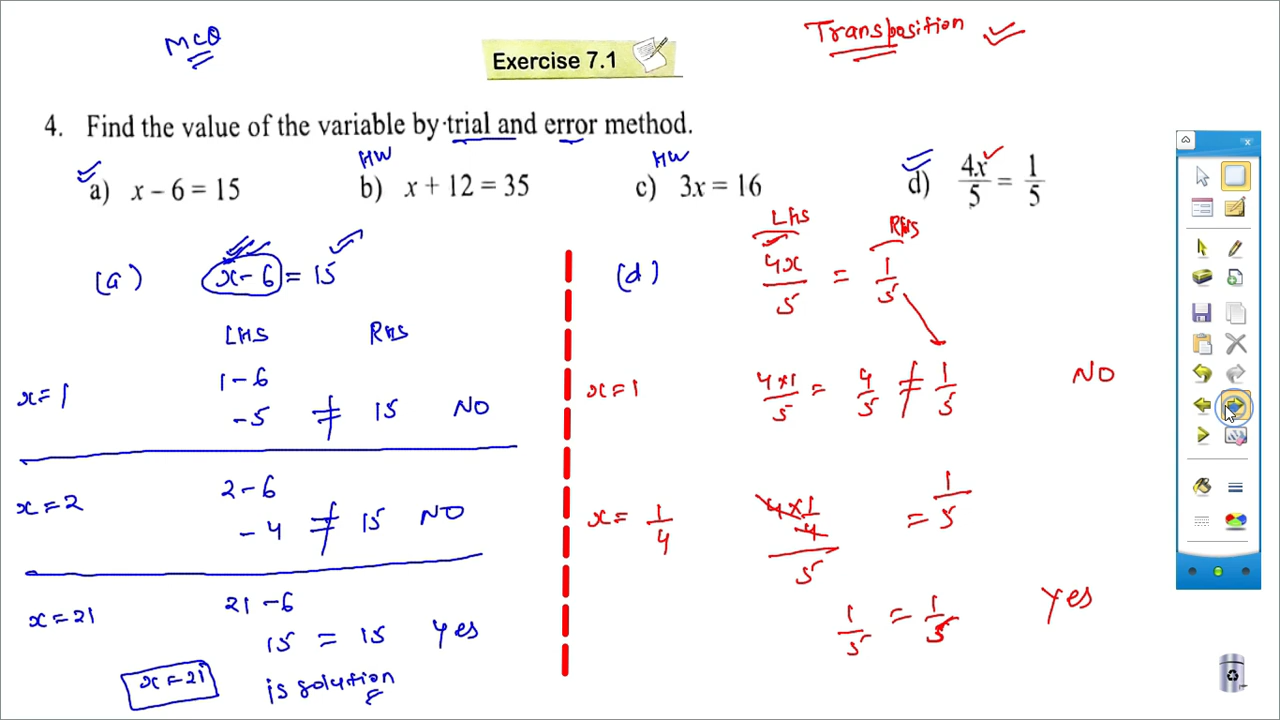 MCQ
Transposition
Exercise 7.1
4. Find the value of the variable by trial and error method.
HW
HW
a) x – 6 = 15
b) x + 12 = 35
c) 3x = 16
d) 4x/5 = 1/5
(a) x-6 = 15
LHS RHS
x=1
1-6
-5 ≠ 15 NO
x=2
2-6
-4 ≠ 15 NO
x=21
21-6
15 = 15 Yes
x=21 is solution
LHS RHS
(d) 4x/5 = 1/5
x=1 4×1/5 = 4/5 ≠ 1/5 NO
x= 1/4 4×1/4/5 = 1/5
1/5 = 1/5 Yes